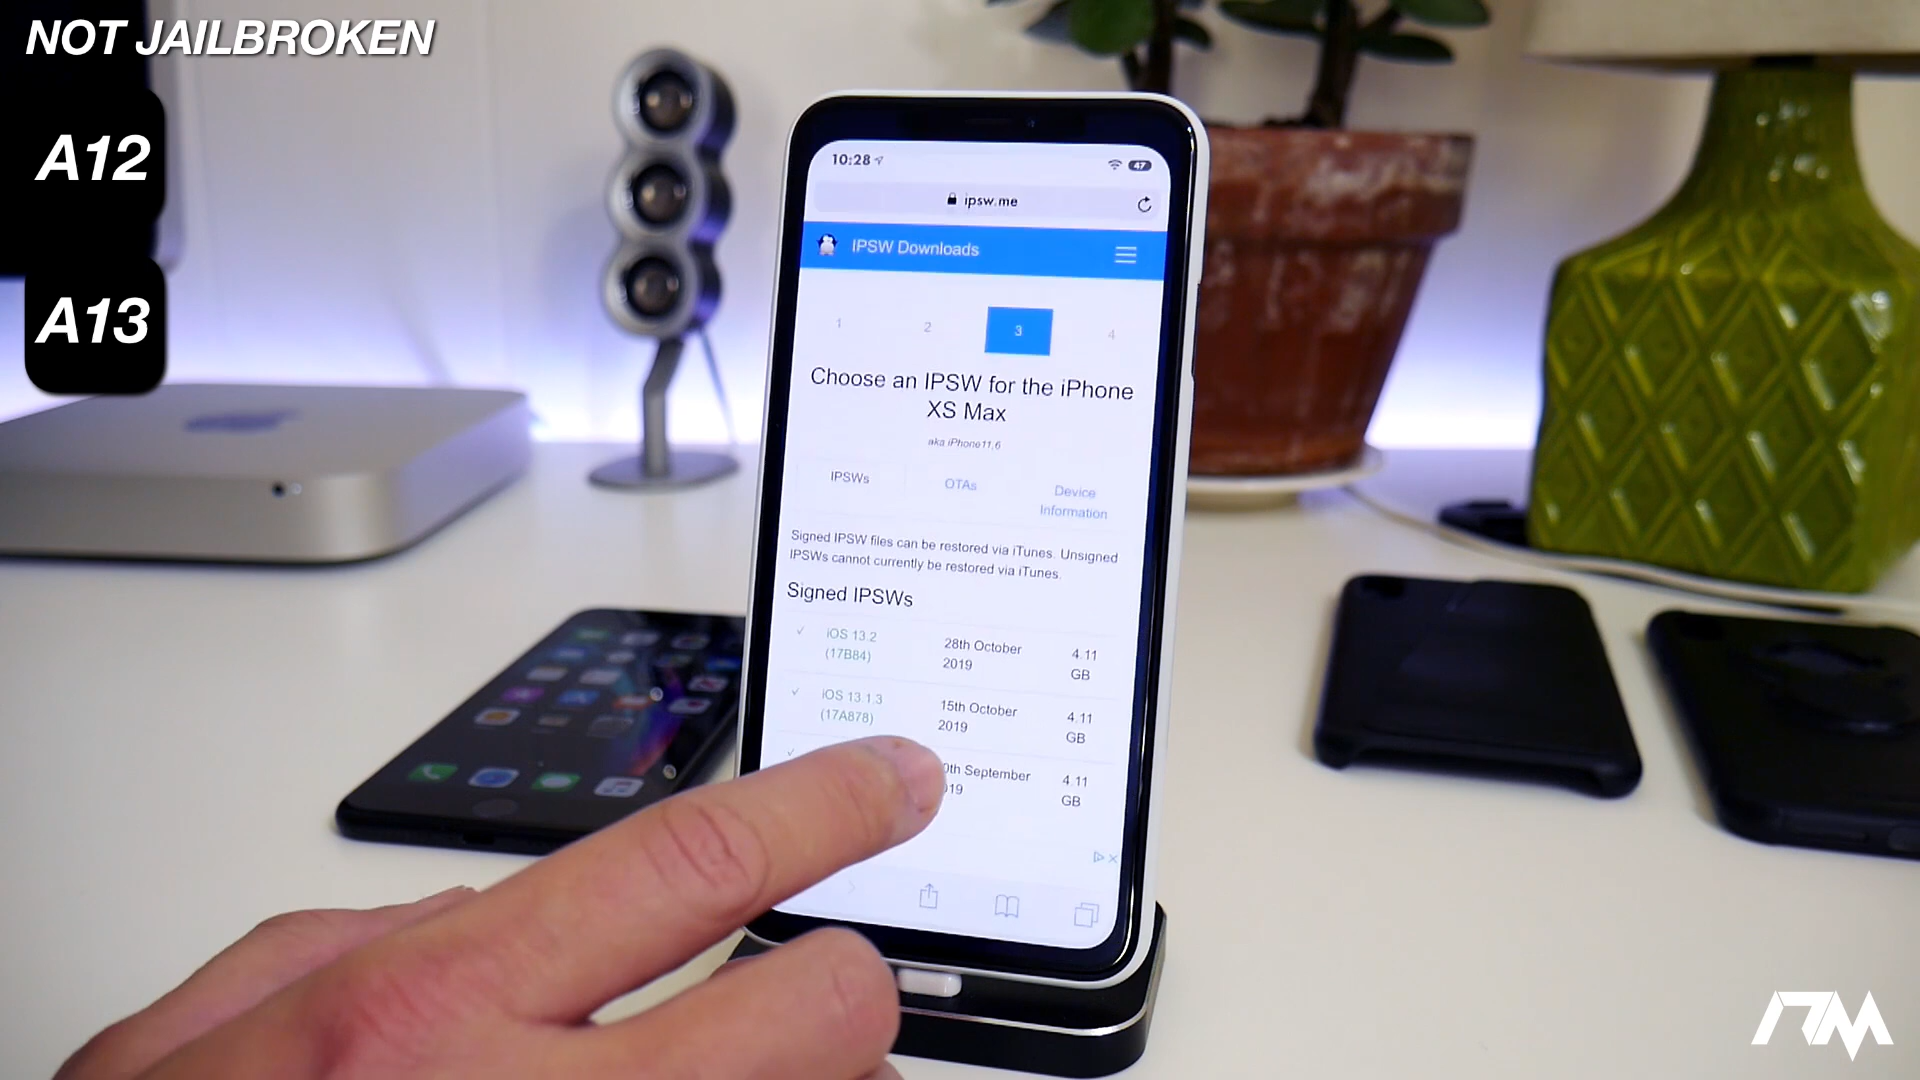 NOT JAILBROKEN
A12
A13
10:28
47
ipsw.me
IPSW Downloads
1 2 3 4
Choose an IPSW for the iPhone
XS Max
aka iPhone11,6
IPSWs OTAs Device
Information
Signed IPSW files can be restored via iTunes. Unsigned
IPSWs cannot currently be restored via iTunes.
Signed IPSWs
iOS 13.2 28th October 4.11
(17B84) 2019 GB
iOS 13.1.3 15th October 4.11
(17A878) 2019 GB
September 4.11
GB